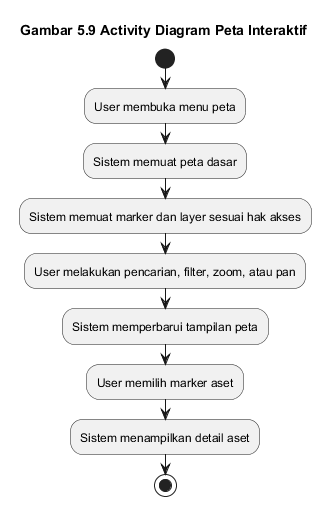 Gambar 5.9 Activity Diagram Peta Interaktif
User membuka menu peta
Sistem memuat peta dasar
Sistem memuat marker dan layer sesuai hak akses
User melakukan pencarian, filter, zoom, atau pan
Sistem memperbarui tampilan peta
User memilih marker aset
Sistem menampilkan detail aset